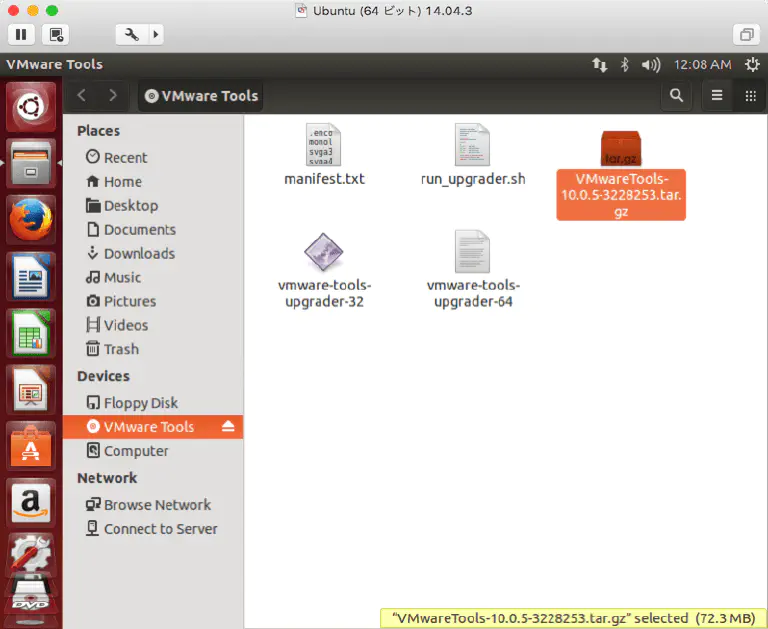 Ubuntu (64 ビット) 14.04.3
VMware Tools
12:08 AM
VMware Tools
Places
Recent
Home
Desktop
Documents
Downloads
Music
Pictures
Videos
Trash
Devices
Floppy Disk
VMware Tools
Computer
Network
Browse Network
Connect to Server
.enco
monol
svga3
svga4
manifest.txt
run_upgrader.sh
tar.gz
VMwareTools-
10.0.5-3228253.tar.
gz
vmware-tools-
upgrader-32
vmware-tools-
upgrader-64
a
DVD
"VMwareTools-10.0.5-3228253.tar.gz" selected (72.3 MB)